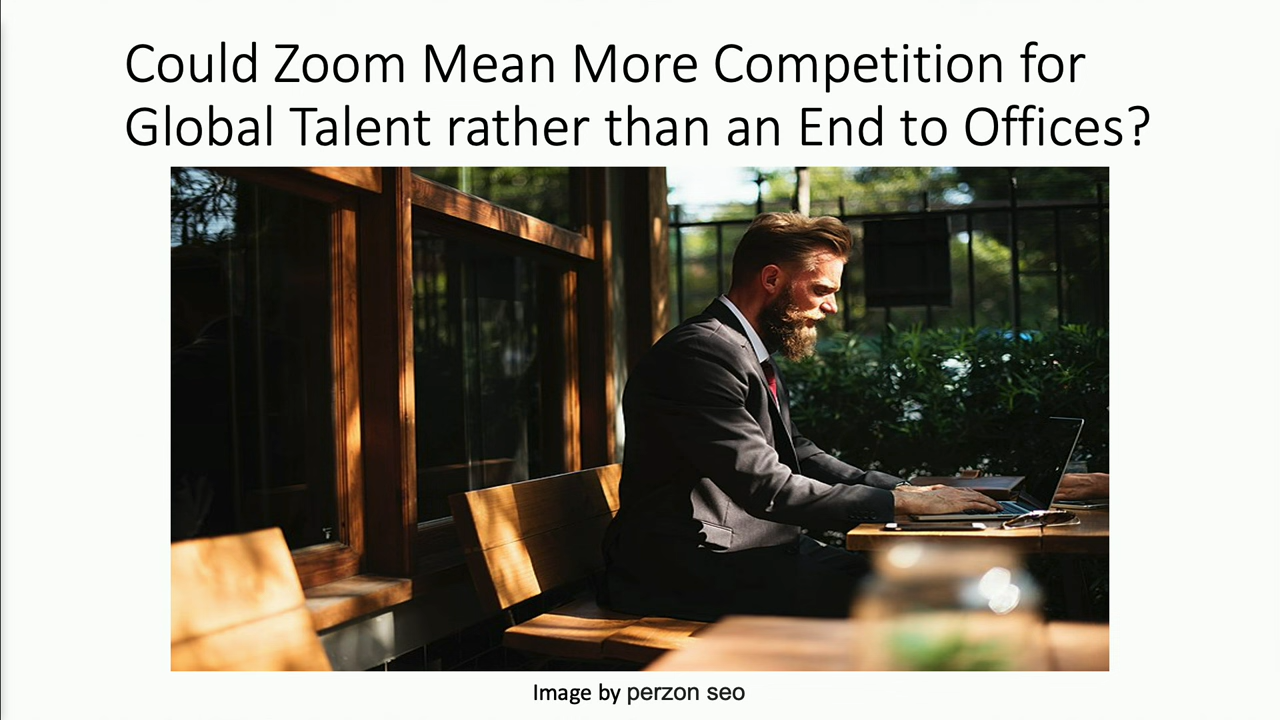 Could Zoom Mean More Competition for
Global Talent rather than an End to Offices?
Image by perzon seo